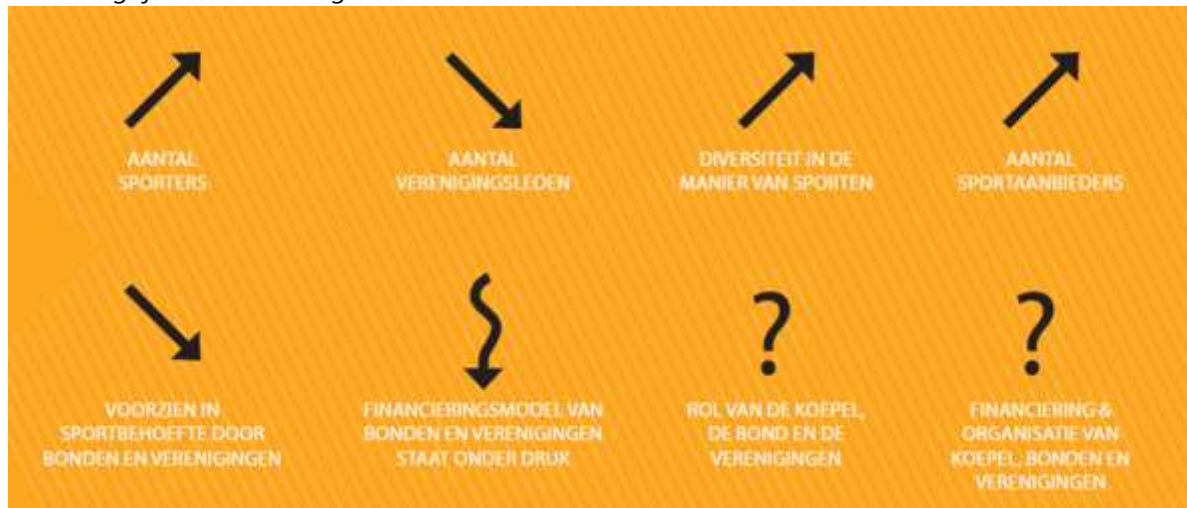 AANTAL
SPORTERS
AANTAL
VERENIGINGSLEDEN
DIVERSITEIT IN DE
MANIER VAN SPORTEN
AANTAL
SPORTAANBIEDERS
VOORZIEN IN
SPORTBEHOEFTE DOOR
BONDEN EN VERENIGINGEN
FINANCIERINGSMODEL VAN
BONDEN EN VERENIGINGEN
STAAT ONDER DRUK
?
ROL VAN DE KOEPEL,
DE BOND EN DE
VERENIGINGEN
?
FINANCIERING &
ORGANISATIE VAN
KOEPEL, BONDEN EN
VERENIGINGEN